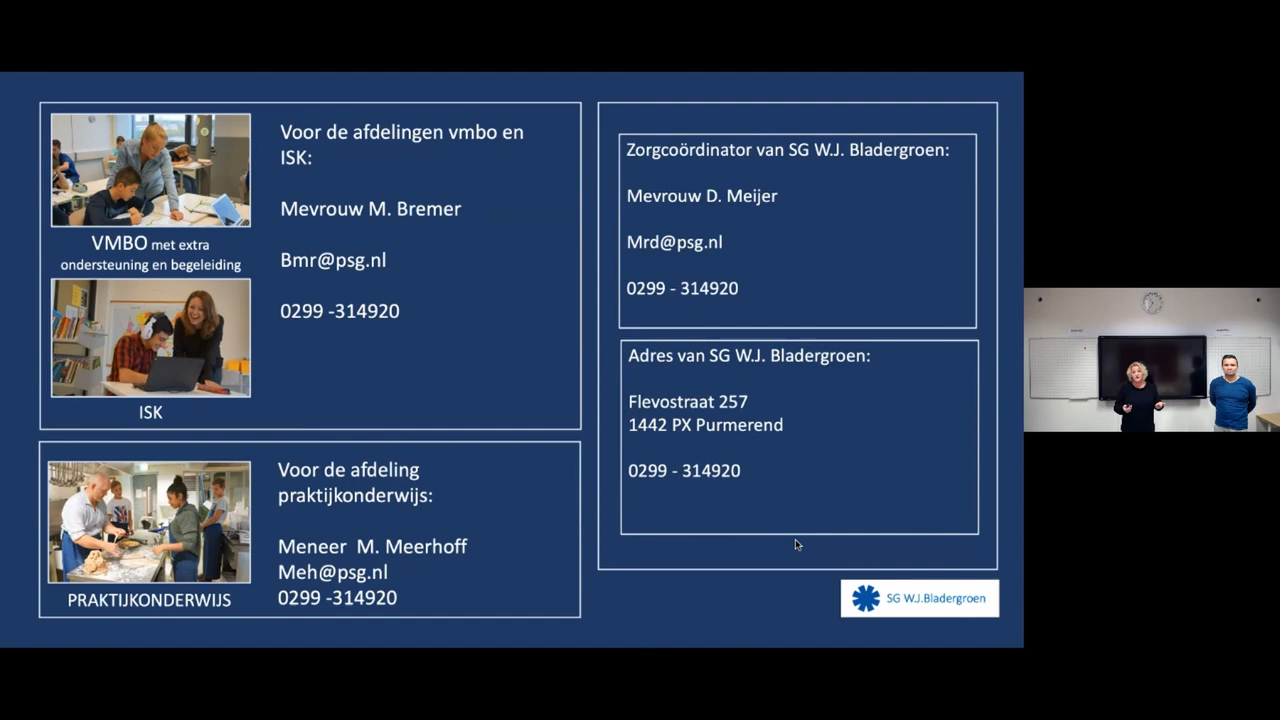 Voor de afdelingen vmbo en
ISK:
Mevrouw M. Bremer
Bmr@psg.nl
0299 -314920
VMBO met extra
ondersteuning en begeleiding
ISK
Voor de afdeling
praktijkonderwijs:
Meneer  M. Meerhoff
Meh@psg.nl
0299 -314920
PRAKTIJKONDERWIJS
Zorgcoördinator van SG W.J. Bladergroen:
Mevrouw D. Meijer
Mrd@psg.nl
0299 - 314920
Adres van SG W.J. Bladergroen:
Flevostraat 257
1442 PX Purmerend
0299 - 314920
SG W.J.Bladergroen